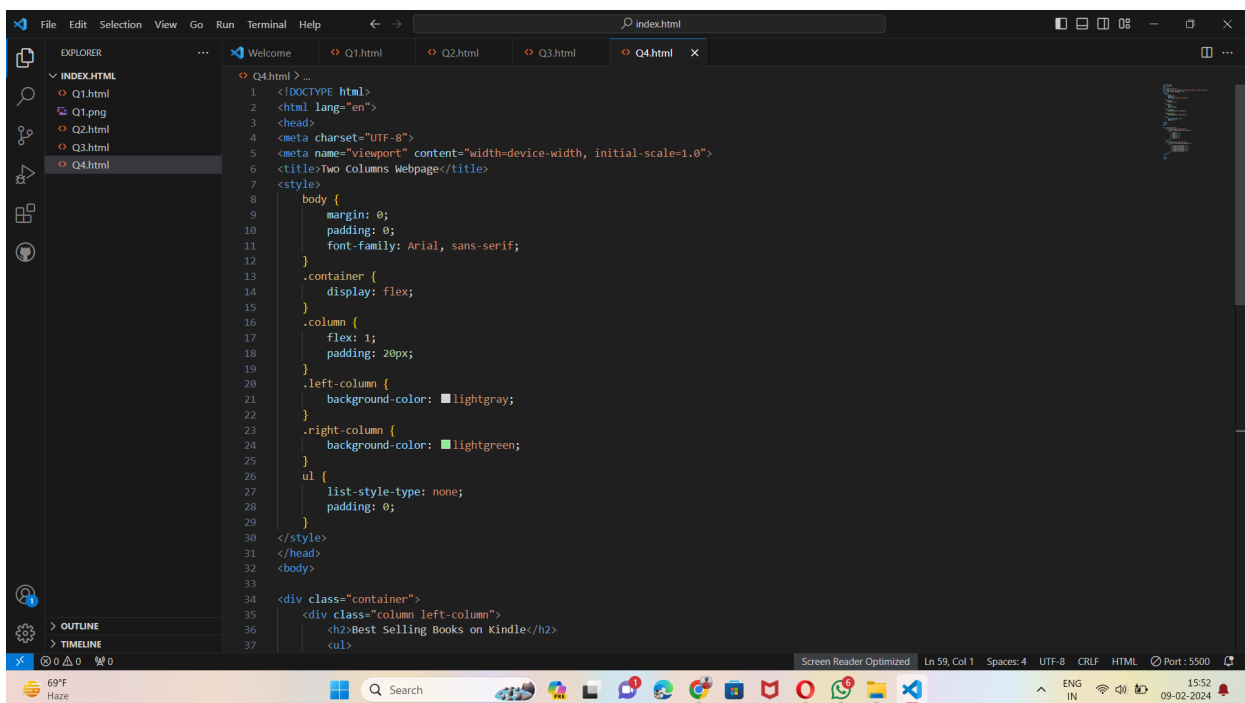 File Edit Selection View Go Run Terminal Help
index.html
EXPLORER
INDEX.HTML
Q1.html
Q1.png
Q2.html
Q3.html
Q4.html
OUTLINE
TIMELINE
Welcome Q1.html Q2.html Q3.html Q4.html
Q4.html > ...
1 <!DOCTYPE html>
2 <html lang="en">
3 <head>
4 <meta charset="UTF-8">
5 <meta name="viewport" content="width=device-width, initial-scale=1.0">
6 <title>Two Columns Webpage</title>
7 <style>
8 body {
9 margin: 0;
10 padding: 0;
11 font-family: Arial, sans-serif;
12 }
13 .container {
14 display: flex;
15 }
16 .column {
17 flex: 1;
18 padding: 20px;
19 }
20 .left-column {
21 background-color: lightgray;
22 }
23 .right-column {
24 background-color: lightgreen;
25 }
26 ul {
27 list-style-type: none;
28 padding: 0;
29 }
30 </style>
31 </head>
32 <body>
33
34 <div class="container">
35 <div class="column left-column">
36 <h2>Best Selling Books on Kindle</h2>
37 <ul>
0 0 0 Screen Reader Optimized Ln 59, Col 1 Spaces: 4 UTF-8 CRLF HTML Port : 5500
69°F
Haze
Search
ENG
IN
15:52
09-02-2024